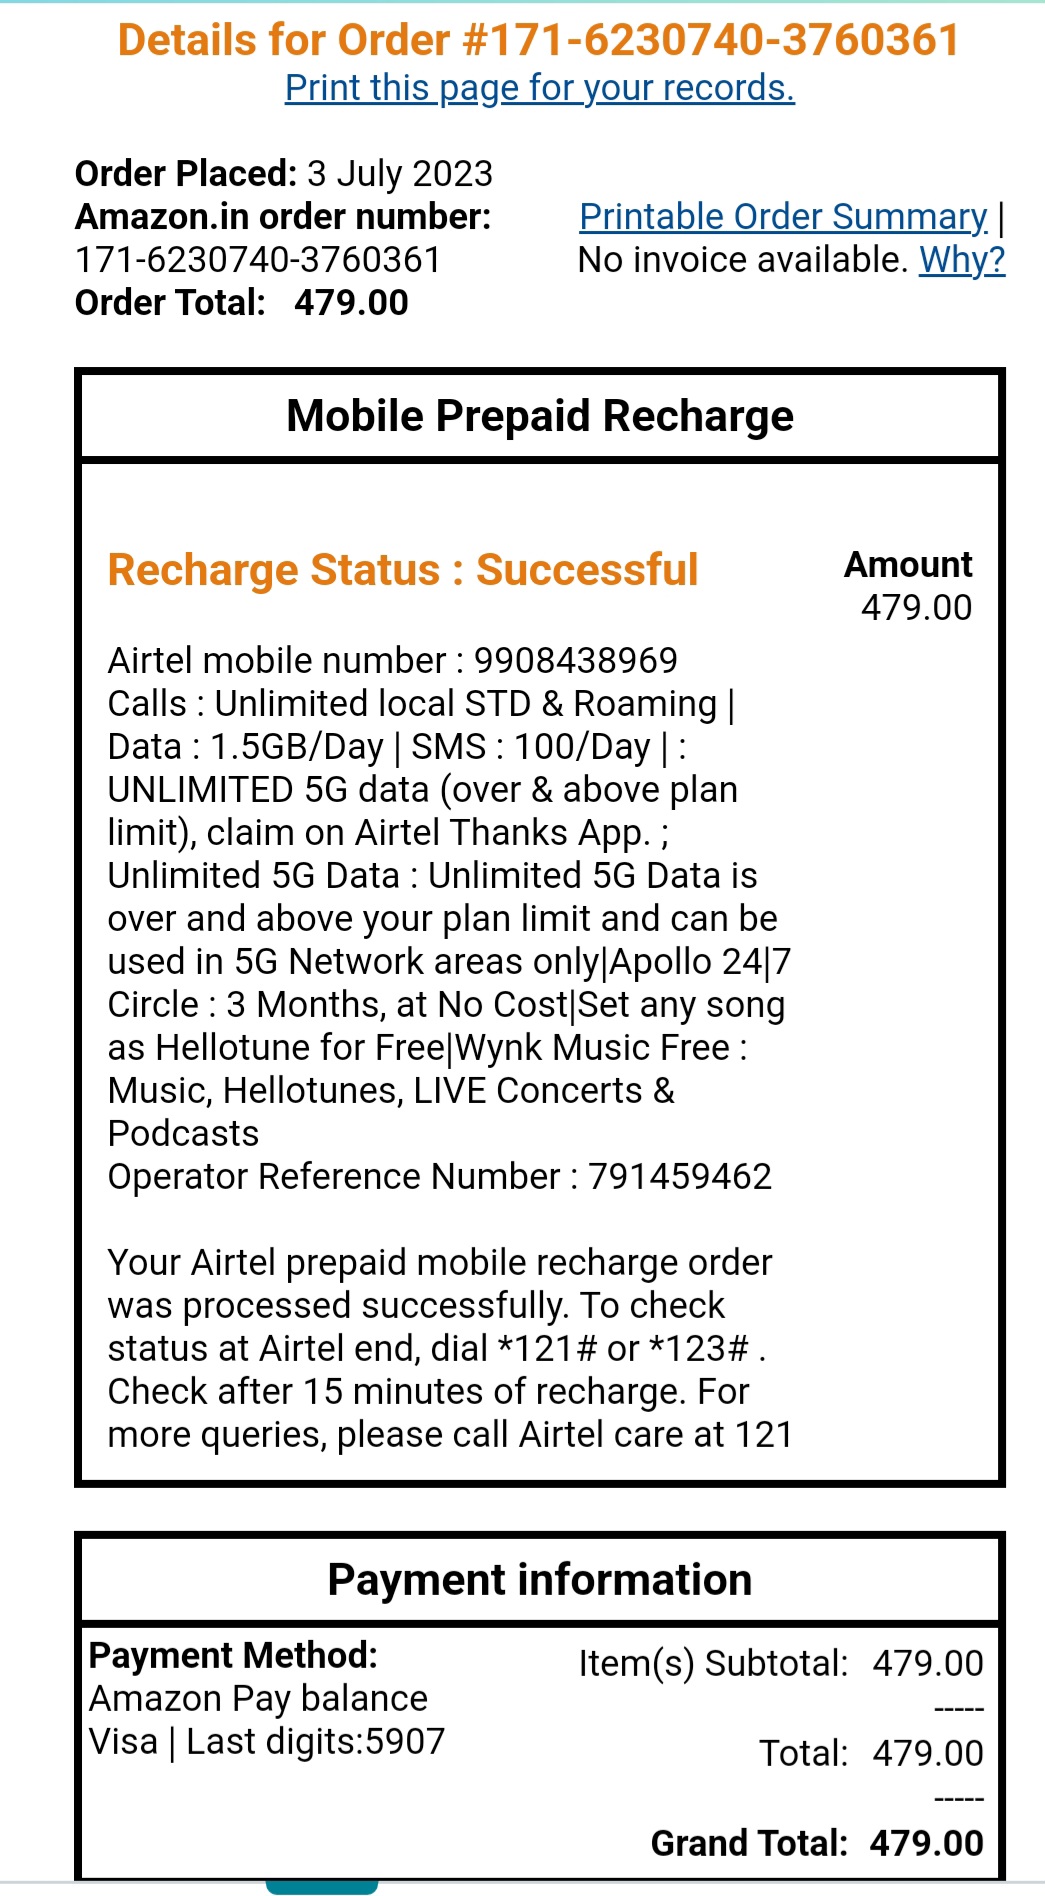 Details for Order #171-6230740-3760361
Print this page for your records.
Order Placed: 3 July 2023
Amazon.in order number:
171-6230740-3760361
Order Total: 479.00
Printable Order Summary |
No invoice available. Why?
Mobile Prepaid Recharge
Recharge Status : Successful
Amount
479.00
Airtel mobile number : 9908438969
Calls : Unlimited local STD & Roaming |
Data : 1.5GB/Day | SMS : 100/Day | :
UNLIMITED 5G data (over & above plan
limit), claim on Airtel Thanks App. ;
Unlimited 5G Data : Unlimited 5G Data is
over and above your plan limit and can be
used in 5G Network areas only|Apollo 24|7
Circle : 3 Months, at No Cost|Set any song
as Hellotune for Free|Wynk Music Free :
Music, Hellotunes, LIVE Concerts &
Podcasts
Operator Reference Number : 791459462
Your Airtel prepaid mobile recharge order
was processed successfully. To check
status at Airtel end, dial *121# or *123# .
Check after 15 minutes of recharge. For
more queries, please call Airtel care at 121
Payment information
Payment Method:
Amazon Pay balance
Visa | Last digits:5907
Item(s) Subtotal: 479.00
-----
Total: 479.00
-----
Grand Total: 479.00